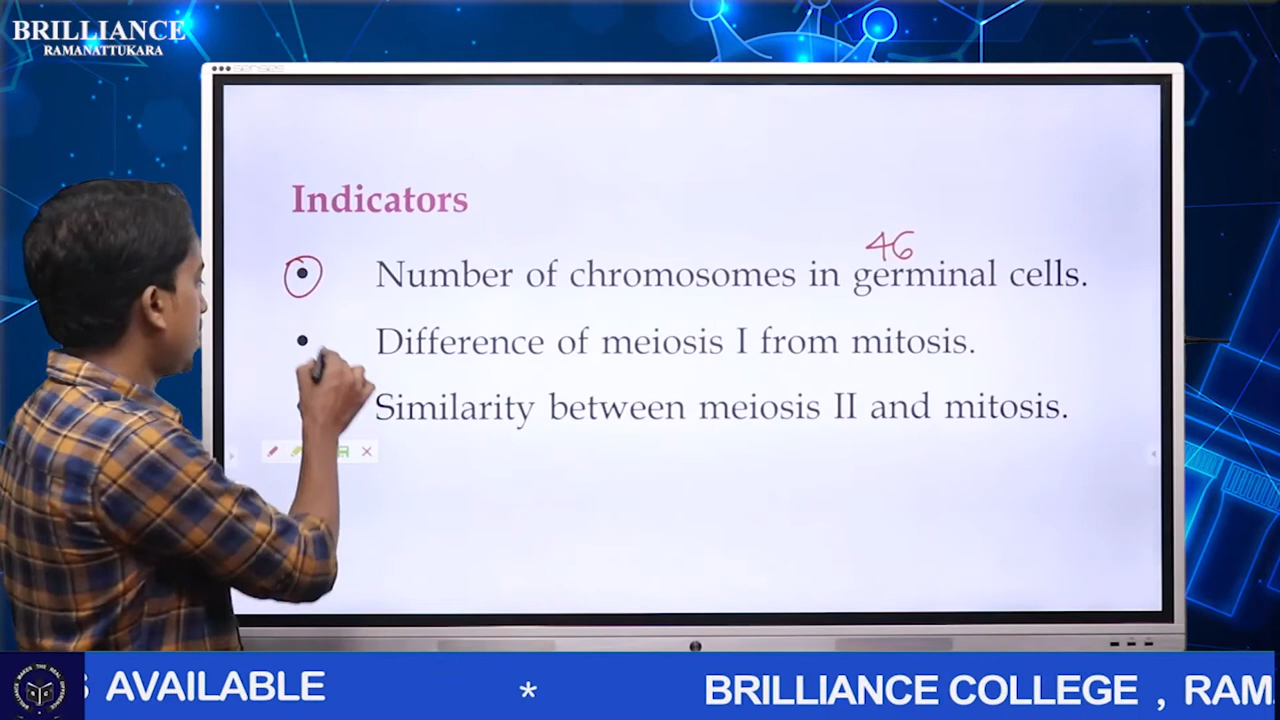 BRILLIANCE
RAMANATTUKARA
Indicators
46
• Number of chromosomes in germinal cells.
• Difference of meiosis I from mitosis.
Similarity between meiosis II and mitosis.
AVAILABLE * BRILLIANCE COLLEGE , RAM